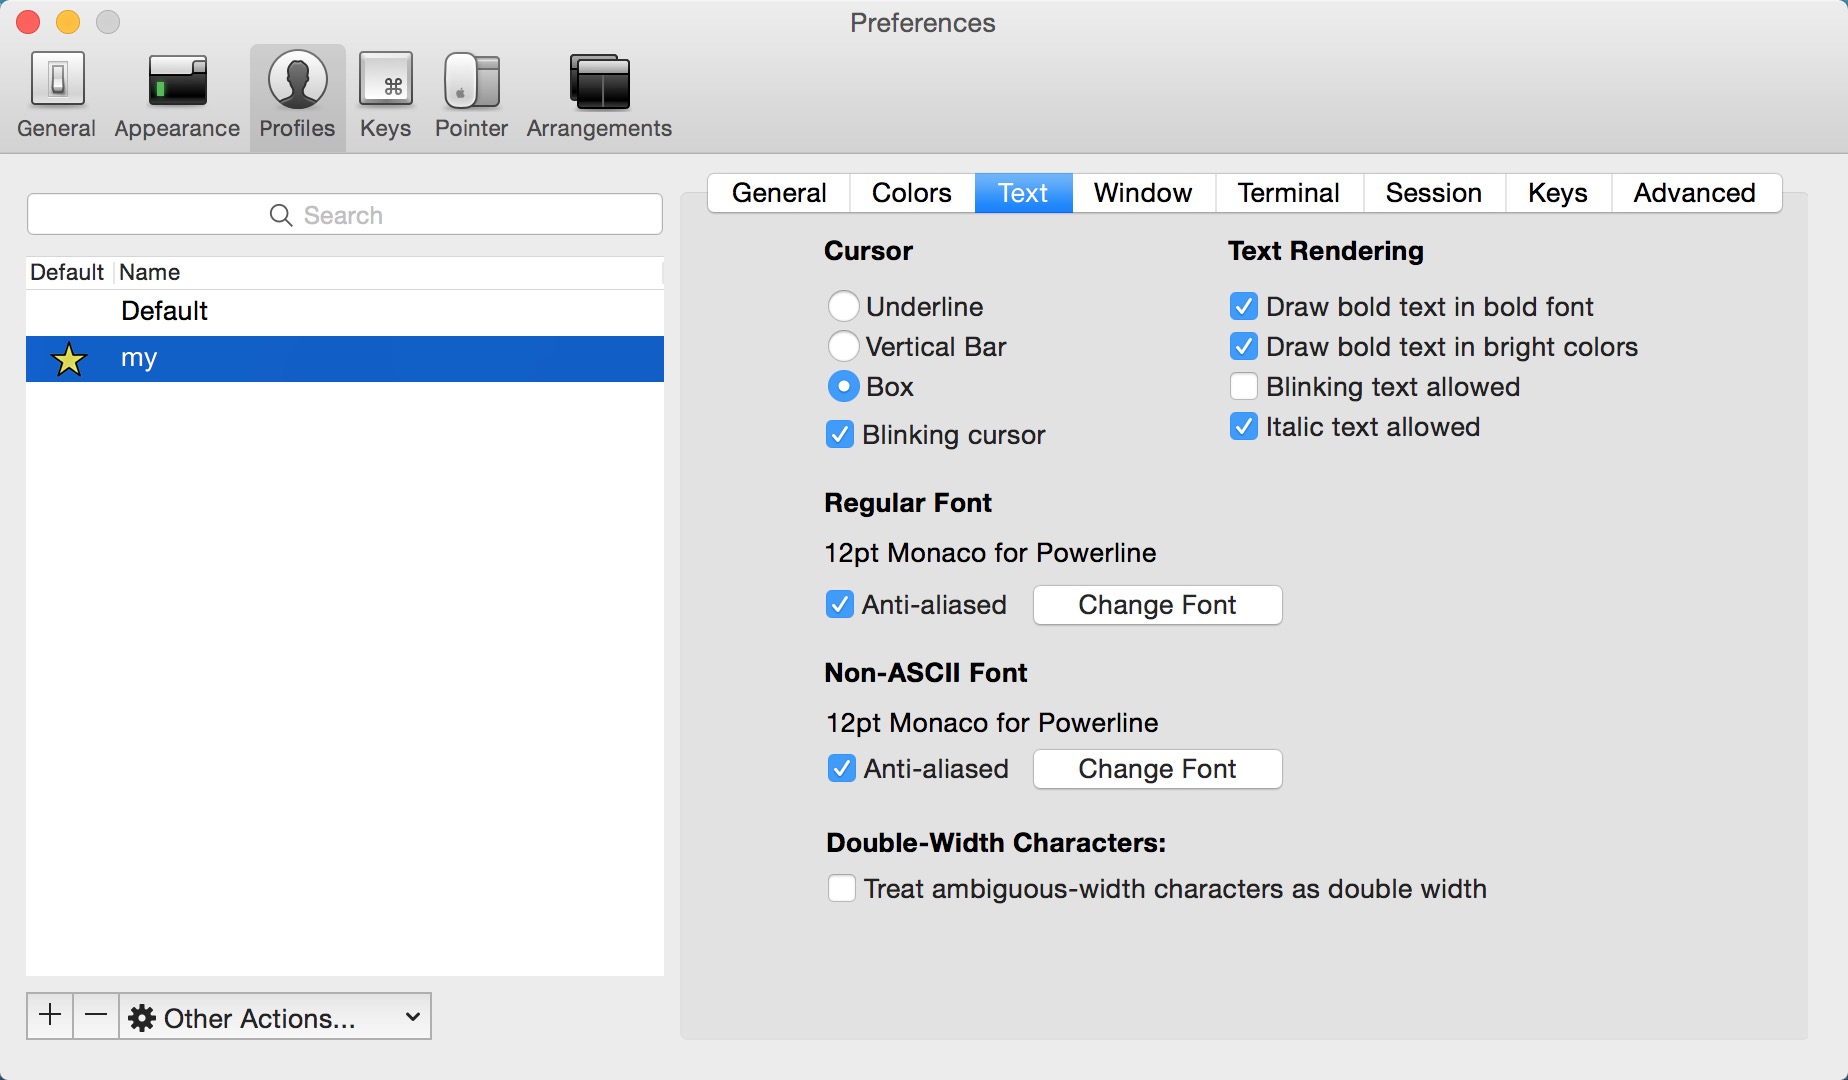 Preferences
General Appearance Profiles Keys Pointer Arrangements
Search
Default Name
Default
my
Other Actions...
General Colors Text Window Terminal Session Keys Advanced
Cursor
Underline
Vertical Bar
Box
Blinking cursor
Text Rendering
Draw bold text in bold font
Draw bold text in bright colors
Blinking text allowed
Italic text allowed
Regular Font
12pt Monaco for Powerline
Anti-aliased Change Font
Non-ASCII Font
12pt Monaco for Powerline
Anti-aliased Change Font
Double-Width Characters:
Treat ambiguous-width characters as double width